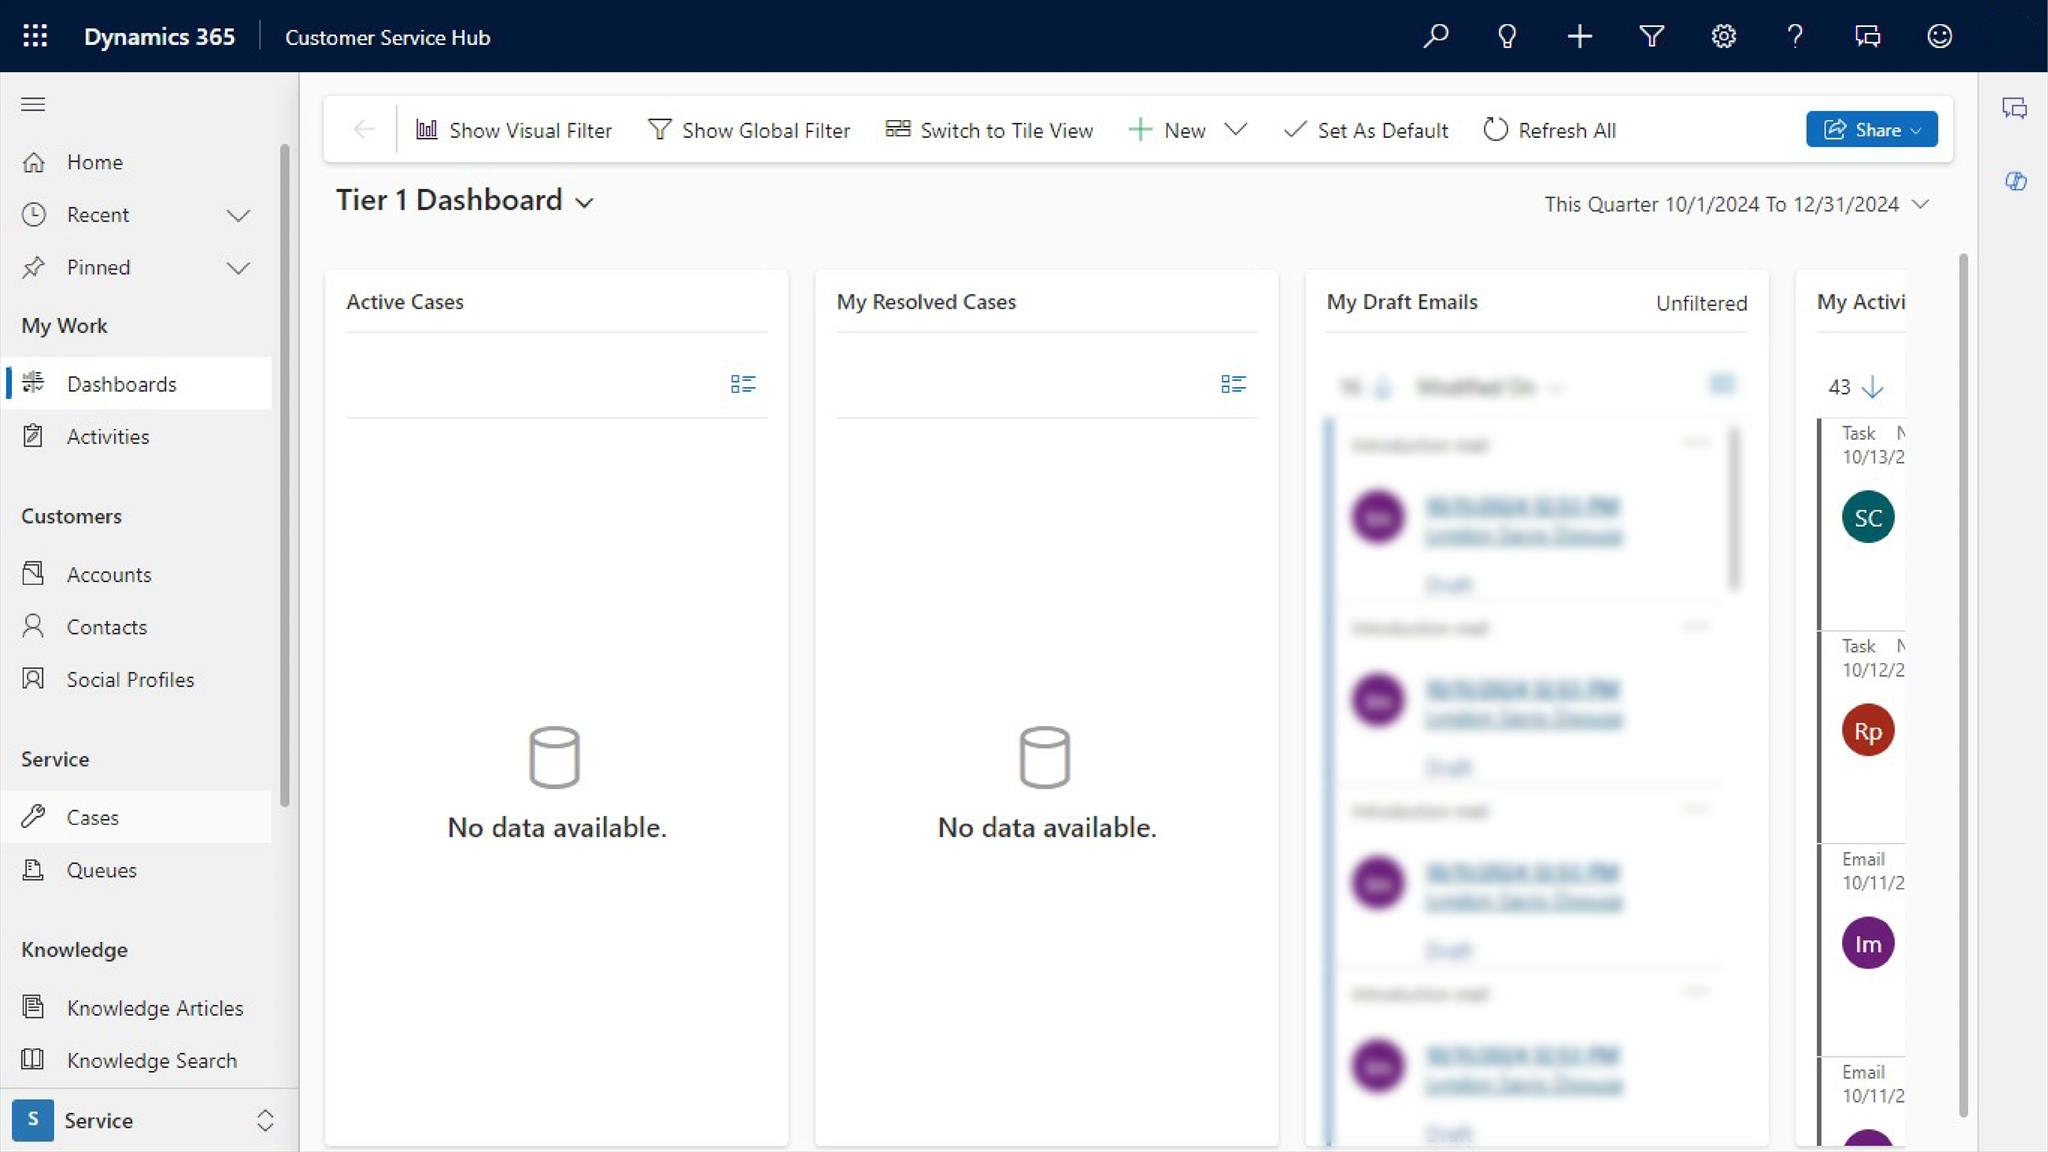 Dynamics 365
Customer Service Hub
Show Visual Filter
Show Global Filter
Switch to Tile View
New
Set As Default
Refresh All
Share
Home
Recent
Pinned
My Work
Dashboards
Activities
Customers
Accounts
Contacts
Social Profiles
Service
Cases
Queues
Knowledge
Knowledge Articles
Knowledge Search
S
Service
Tier 1 Dashboard
This Quarter 10/1/2024 To 12/31/2024
Active Cases
No data available.
My Resolved Cases
No data available.
My Draft Emails
Unfiltered
My Activi
43
Task N
10/13/2
SC
Task N
10/12/2
Rp
Email
10/11/2
Im
Email
10/11/2